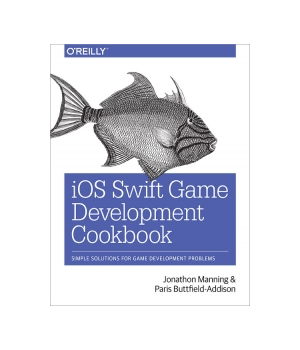 O'REILLY®
iOS Swift Game
Development
Cookbook
SIMPLE SOLUTIONS FOR GAME DEVELOPMENT PROBLEMS
Jonathon Manning &
Paris Buttfield-Addison